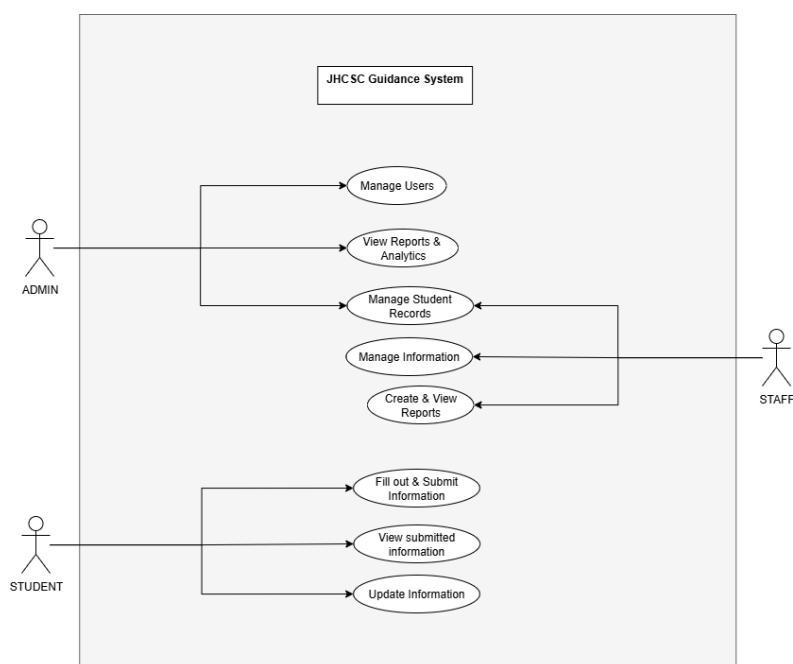 JHCSC Guidance System
Manage Users
View Reports &
Analytics
ADMIN
Manage Student
Records
Manage Information
Create & View
Reports
STAFF
Fill out & Submit
Information
View submitted
information
STUDENT
Update Information